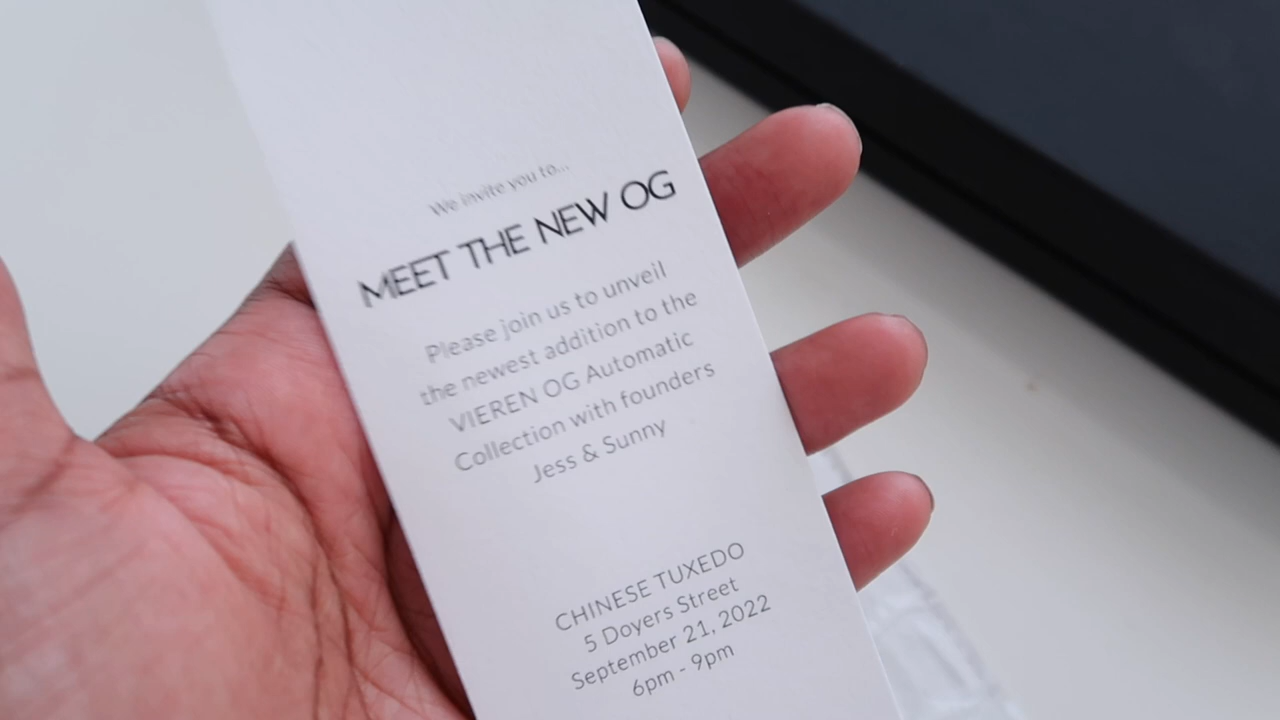 We invite you to...
MEET THE NEW OG
Please join us to unveil
the newest addition to the
VIEREN OG Automatic
Collection with founders
Jess & Sunny
CHINESE TUXEDO
5 Doyers Street
September 21, 2022
6pm - 9pm